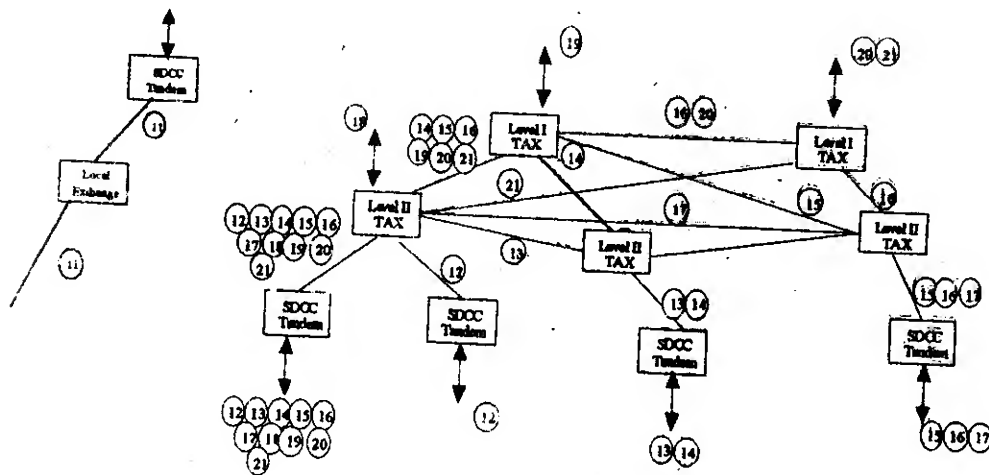 19
20 21
SDCC
Tandem
11
18
14 15 16
19 20 21
Level I
TAX
16 20
Level I
TAX
14
Local
Exchange
21
17
15
16
12 13 14 15 16
17 18 19 20
21
Level II
TAX
Level II
TAX
11
13
Level II
TAX
12
13 14
15 16 17
SDCC
Tandem
SDCC
Tandem
SDCC
Tandem
SDCC
Tandem
12 13 14 15 16
17 18 19 20
21
12
13 14
15 16 17